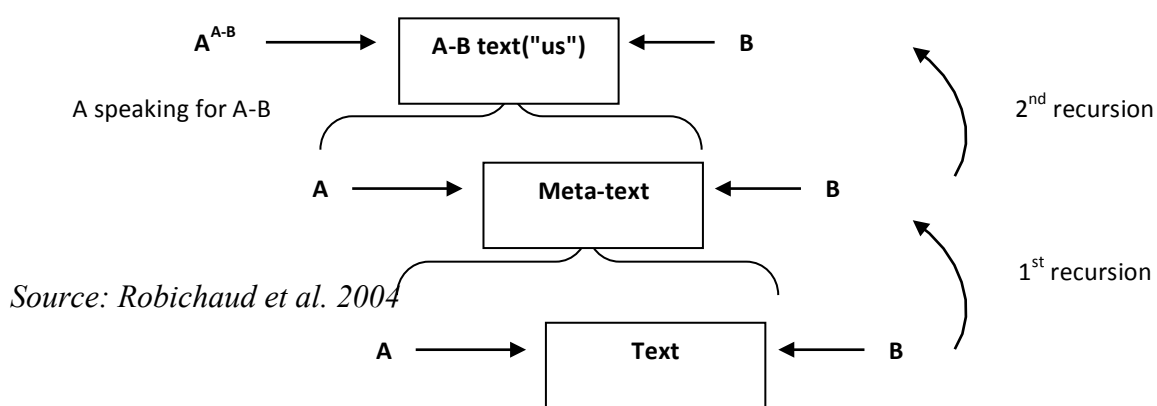 A^A-B A-B text("us") B
A speaking for A-B 2nd recursion
A Meta-text B
1st recursion
Source: Robichaud et al. 2004
A Text B